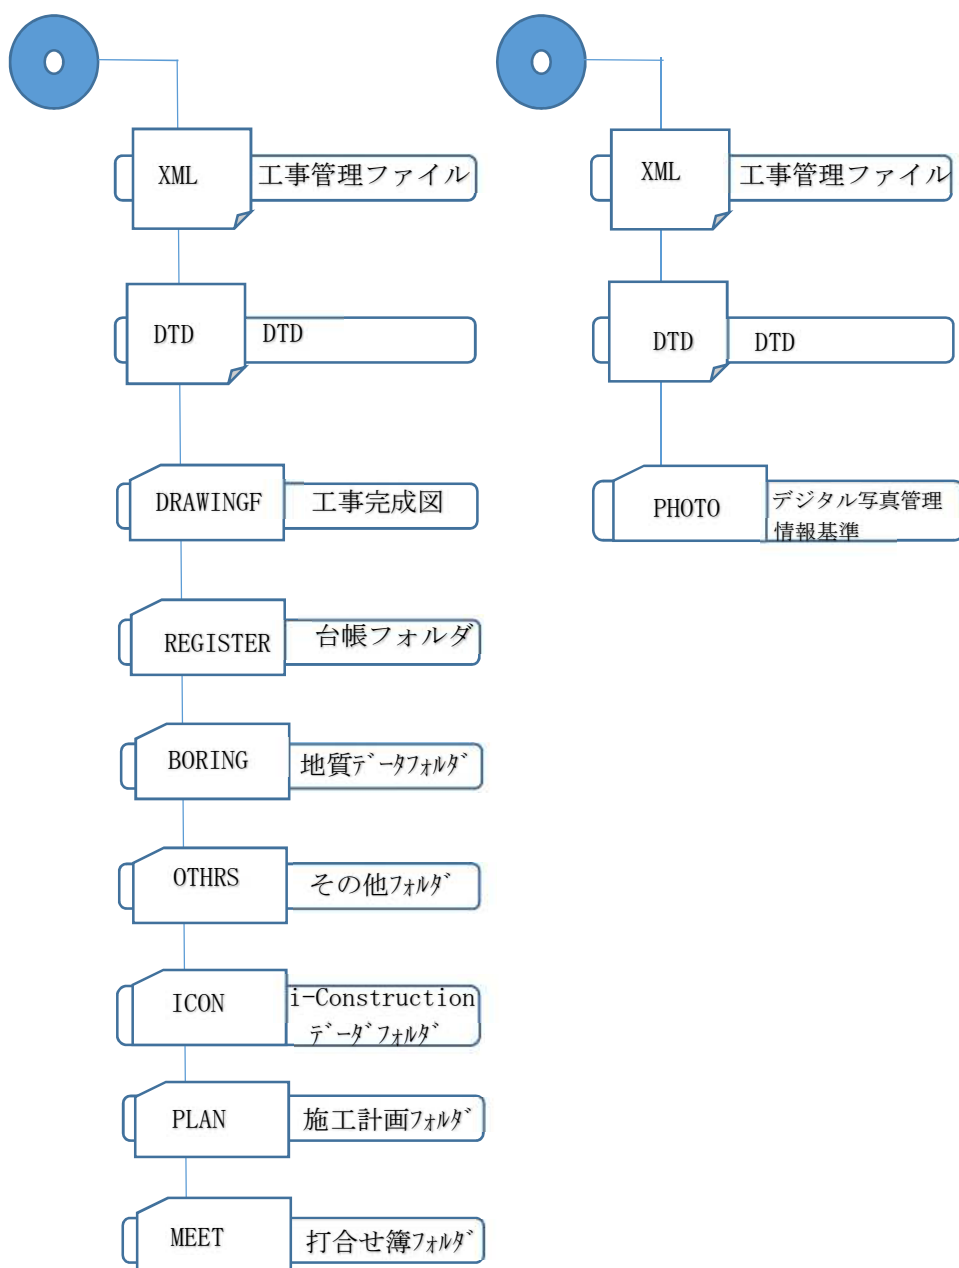 XML
工事管理ファイル
DTD
DTD
DRAWINGF
工事完成図
REGISTER
台帳フォルダ
BORING
地質ﾃﾞｰﾀﾌｫﾙﾀﾞ
OTHRS
その他ﾌｫﾙﾀﾞ
ICON
i-Construction
ﾃﾞｰﾀﾞﾌｫﾙﾀﾞ
PLAN
施工計画ﾌｫﾙﾀﾞ
MEET
打合せ簿ﾌｫﾙﾀﾞ
XML
工事管理ファイル
DTD
DTD
PHOTO
デジタル写真管理
情報基準